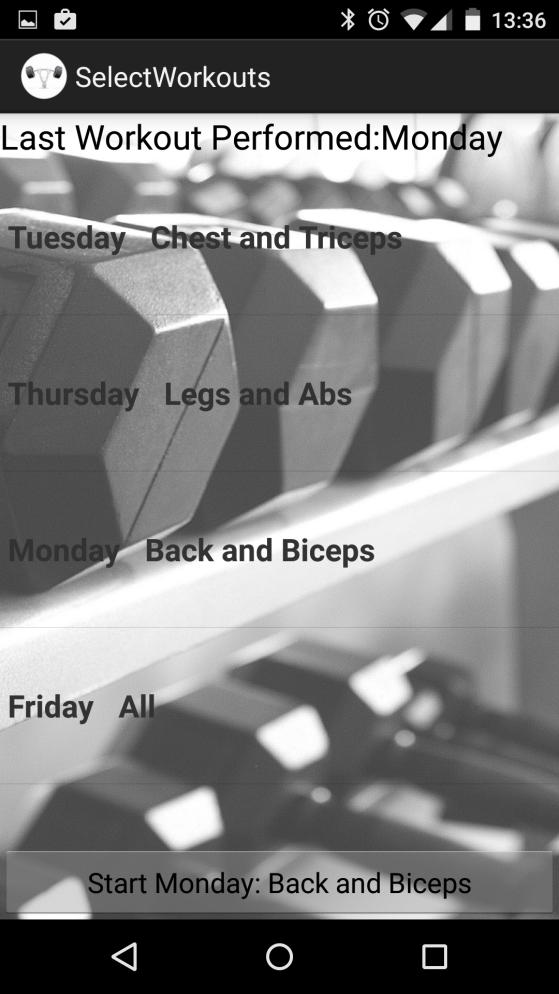 13:36
SelectWorkouts
Last Workout Performed:Monday
Tuesday Chest and Triceps
Thursday Legs and Abs
Monday Back and Biceps
Friday All
Start Monday: Back and Biceps